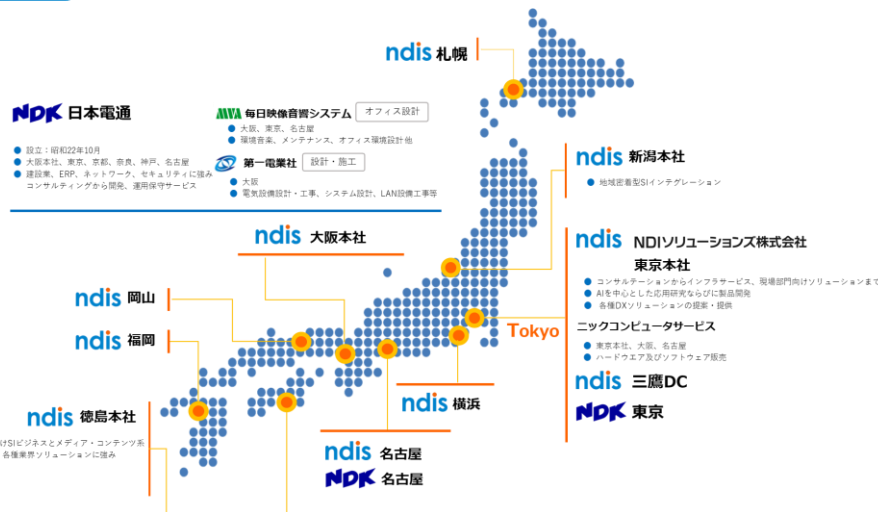 ndis 札幌
NDK 日本電通
● 設立：昭和22年10月
● 大阪本社、東京、京都、奈良、神戸、名古屋
● 建設業、ERP、ネットワーク、セキュリティに強み
コンサルティングから開発、運用保守サービス
MVA 毎日映像音響システム オフィス設計
● 大阪、東京、名古屋
● 環境音楽、メンテナンス、オフィス環境設計他
第一電業社 設計・施工
● 大阪
● 電気設備設計・工事、システム設計、LAN設備工事等
ndis 新潟本社
● 地域密着型SIインテグレーション
ndis 大阪本社
ndis NDIソリューションズ株式会社
東京本社
● コンサルテーションからインフラサービス、現場部門向けソリューションまで
● AIを中心とした応用研究ならびに製品開発
● 各種DXソリューションの提案・提供
ニックコンピュータサービス
● 東京本社、大阪、名古屋
● ハードウエア及びソフトウェア販売
ndis 三鷹DC
NDK 東京
Tokyo
ndis 岡山
ndis 福岡
ndis 横浜
ndis 徳島本社
けSIビジネスとメディア・コンテンツ系
各種業界ソリューションに強み
ndis 名古屋
NDK 名古屋